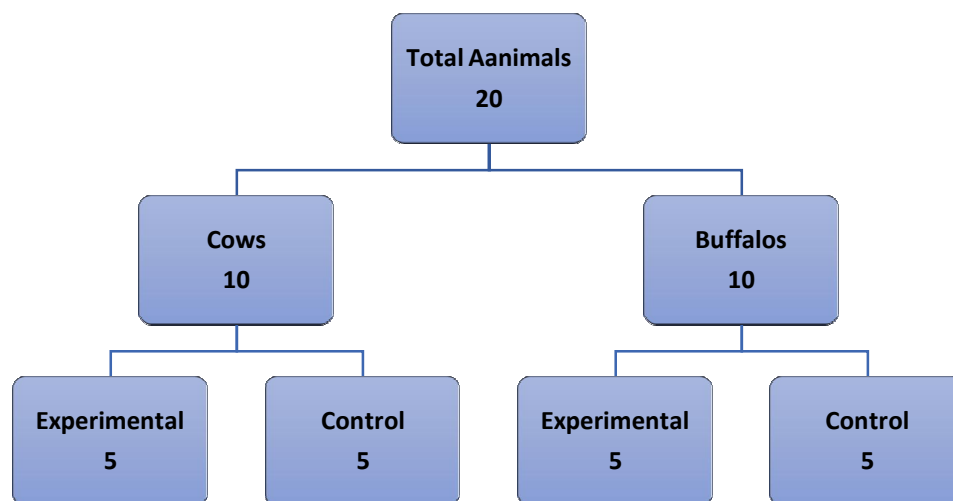 Total Aanimals
20
Cows
10
Buffalos
10
Experimental
5
Control
5
Experimental
5
Control
5